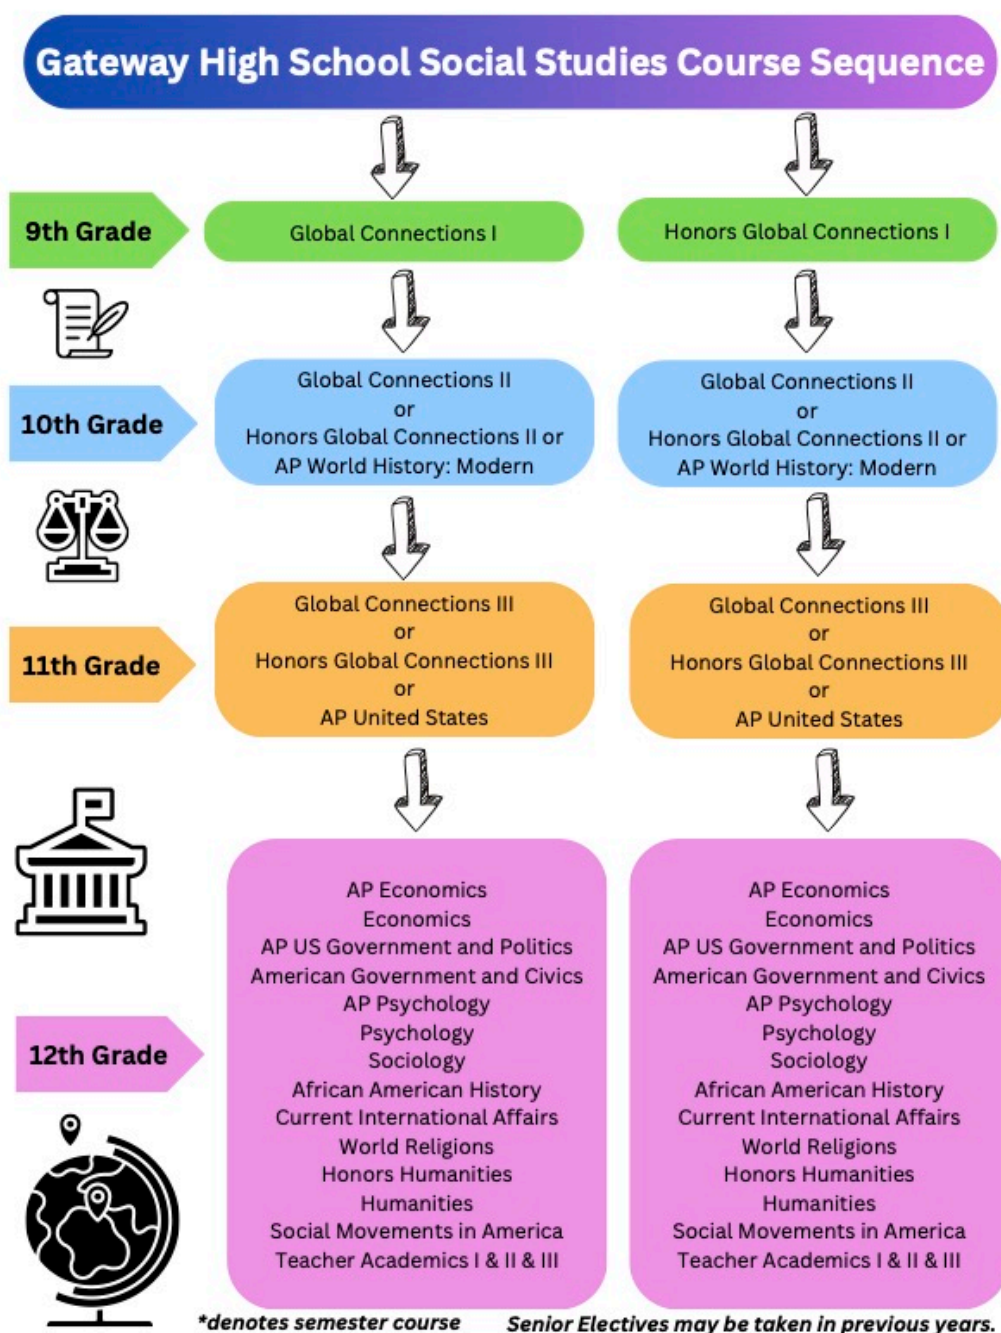 Gateway High School Social Studies Course Sequence
9th Grade
Global Connections I
Honors Global Connections I
10th Grade
Global Connections II
or
Honors Global Connections II or
AP World History: Modern
Global Connections II
or
Honors Global Connections II or
AP World History: Modern
11th Grade
Global Connections III
or
Honors Global Connections III
or
AP United States
Global Connections III
or
Honors Global Connections III
or
AP United States
12th Grade
AP Economics
Economics
AP US Government and Politics
American Government and Civics
AP Psychology
Psychology
Sociology
African American History
Current International Affairs
World Religions
Honors Humanities
Humanities
Social Movements in America
Teacher Academics I & II & III
AP Economics
Economics
AP US Government and Politics
American Government and Civics
AP Psychology
Psychology
Sociology
African American History
Current International Affairs
World Religions
Honors Humanities
Humanities
Social Movements in America
Teacher Academics I & II & III
*denotes semester course
Senior Electives may be taken in previous years.